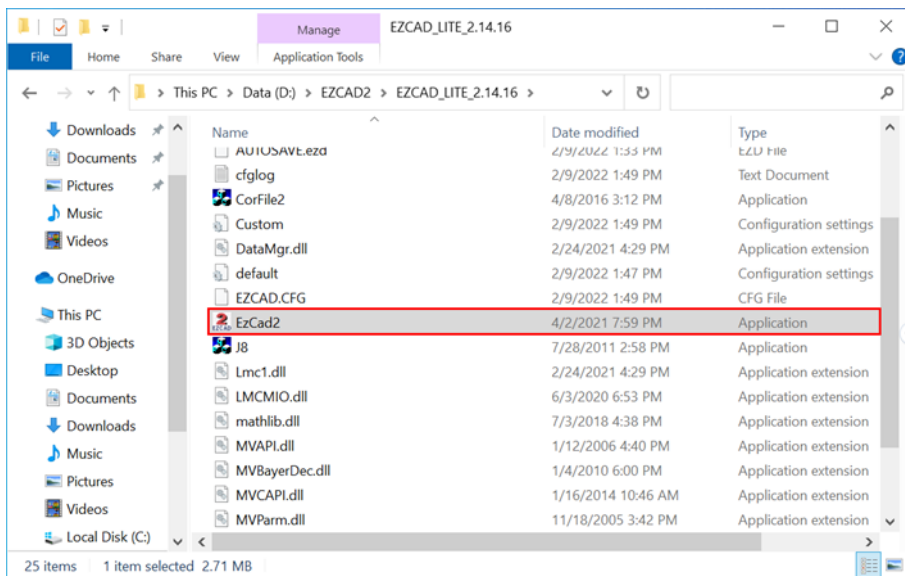 Manage
EZCAD_LITE_2.14.16
File Home Share View Application Tools
This PC > Data (D:) > EZCAD2 > EZCAD_LITE_2.14.16 >
Downloads
Documents
Pictures
Music
Videos
OneDrive
This PC
3D Objects
Desktop
Documents
Downloads
Music
Pictures
Videos
Local Disk (C:)
Name Date modified Type
AUTOSAVE.ezd 2/9/2022 1:33 PM EZD File
cfglog 2/9/2022 1:49 PM Text Document
CorFile2 4/8/2016 3:12 PM Application
Custom 2/9/2022 1:49 PM Configuration settings
DataMgr.dll 2/24/2021 4:29 PM Application extension
default 2/9/2022 1:47 PM Configuration settings
EZCAD.CFG 2/9/2022 1:49 PM CFG File
EzCad2 4/2/2021 7:59 PM Application
J8 7/28/2011 2:58 PM Application
Lmc1.dll 2/24/2021 4:29 PM Application extension
LMCMIO.dll 6/3/2020 6:53 PM Application extension
mathlib.dll 7/3/2018 4:38 PM Application extension
MVAPI.dll 1/12/2006 4:40 PM Application extension
MVBayerDec.dll 1/4/2010 6:00 PM Application extension
MVCAPI.dll 1/16/2014 10:46 AM Application extension
MVParm.dll 11/18/2005 3:42 PM Application extension
25 items 1 item selected 2.71 MB